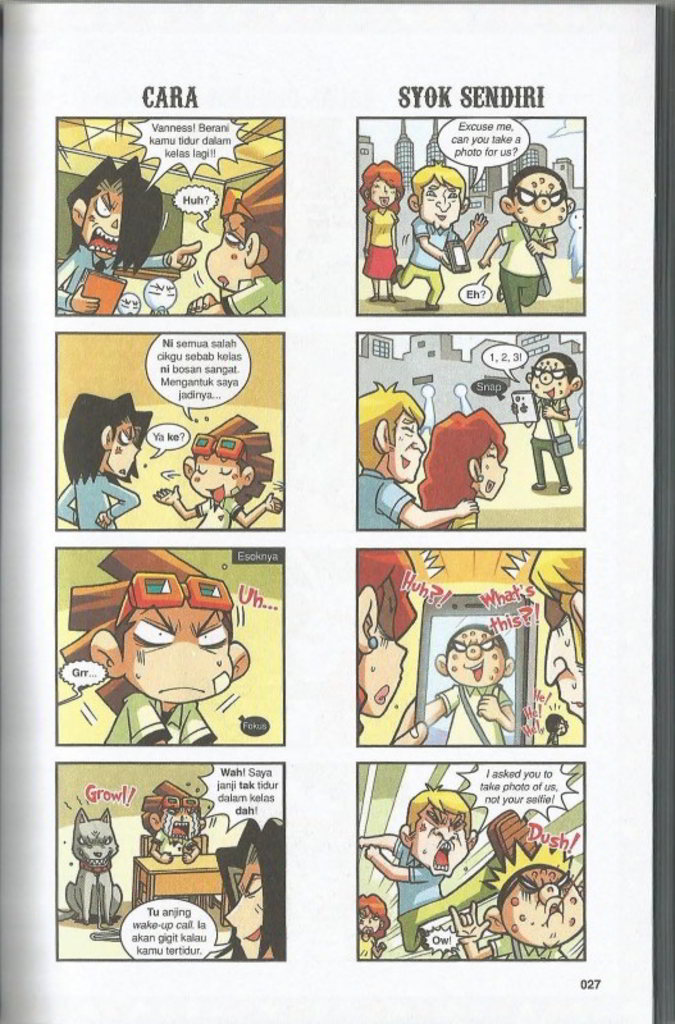 CARA
Vanness! Berani
kamu tidur dalam
kelas lagi!!
Huh?
Ni semua salah
cikgu sebab kelas
ni bosan sangat.
Mengantuk saya
jadinya...
Ya ke?
Esoknya
Uh...
Grr...
Fokus
Growl!
Wah! Saya
janji tak tidur
dalam kelas
dah!
Tu anjing
wake-up call. Ia
akan gigit kalau
kamu tertidur.
SYOK SENDIRI
Excuse me,
can you take a
photo for us?
Eh?
1, 2, 3!
Snap
Huh?!
What's
this?!
He!
He!
He!
I asked you to
take photo of us,
not your selfie!
Dush!
Ow!
027